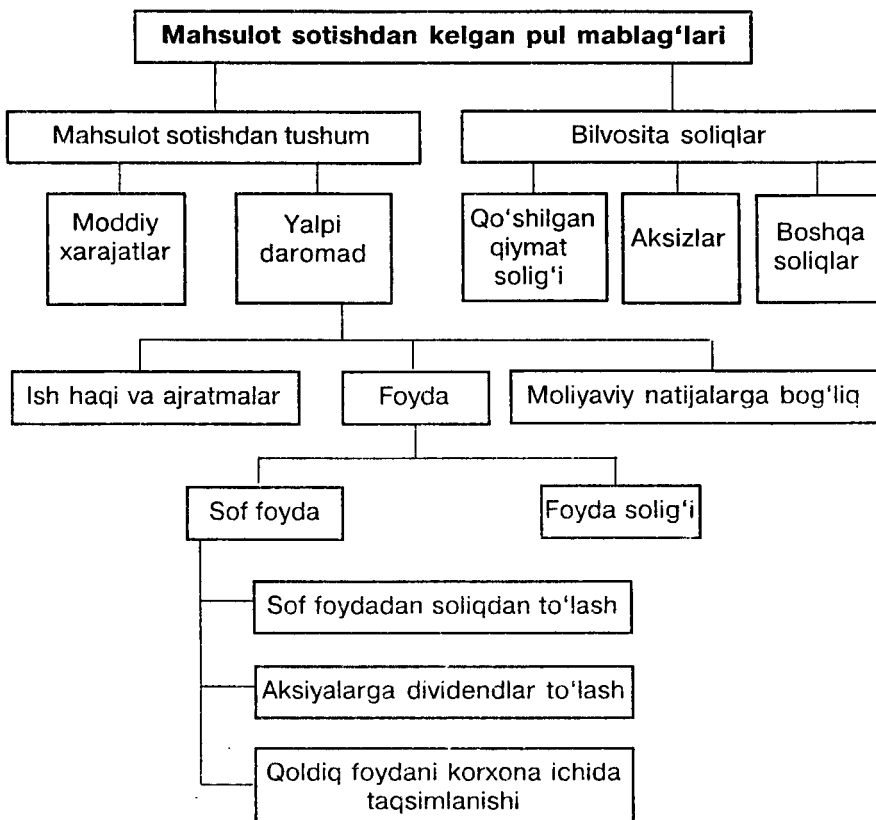 Mahsulot sotishdan kelgan pul mablag‘lari
Mahsulot sotishdan tushum
Bilvosita soliqlar
Moddiy
xarajatlar
Yalpi
daromad
Qo‘shilgan
qiymat
solig‘i
Aksizlar
Boshqa
soliqlar
Ish haqi va ajratmalar
Foyda
Moliyaviy natijalarga bog‘liq
Sof foyda
Foyda solig‘i
Sof foydadan soliqdan to‘lash
Aksiyalarga dividendlar to‘lash
Qoldiq foydani korxona ichida
taqsimlanishi